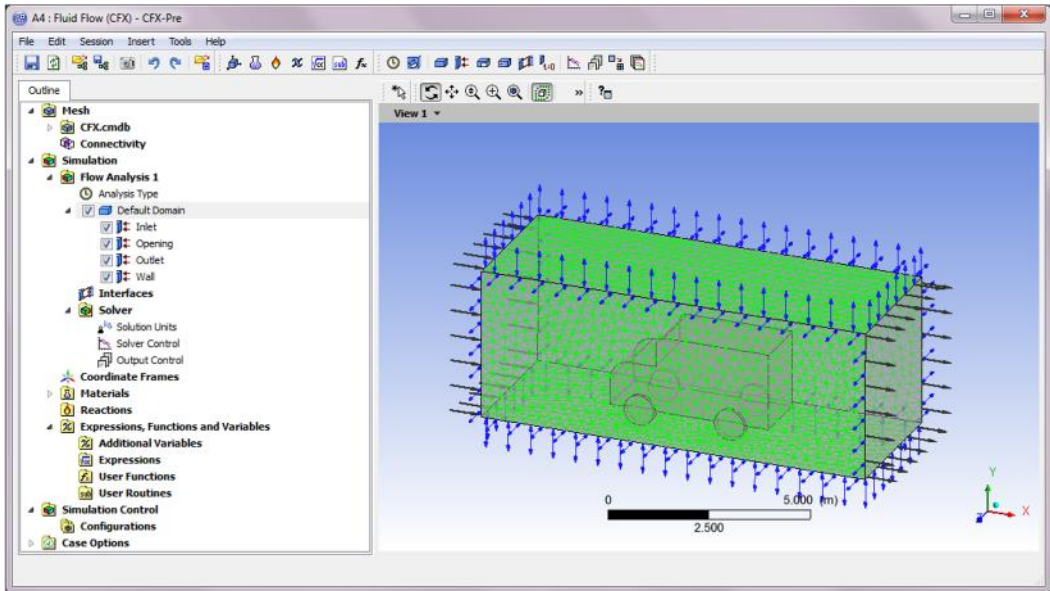 A4 : Fluid Flow (CFX) - CFX-Pre
File Edit Session Insert Tools Help
Outline
Mesh
CFX.cmdb
Connectivity
Simulation
Flow Analysis 1
Analysis Type
Default Domain
Inlet
Opening
Outlet
Wall
Interfaces
Solver
Solution Units
Solver Control
Output Control
Coordinate Frames
Materials
Reactions
Expressions, Functions and Variables
Additional Variables
Expressions
User Functions
User Routines
Simulation Control
Configurations
Case Options
View 1
0 5.000 (m)
2.500
Y
X
Z